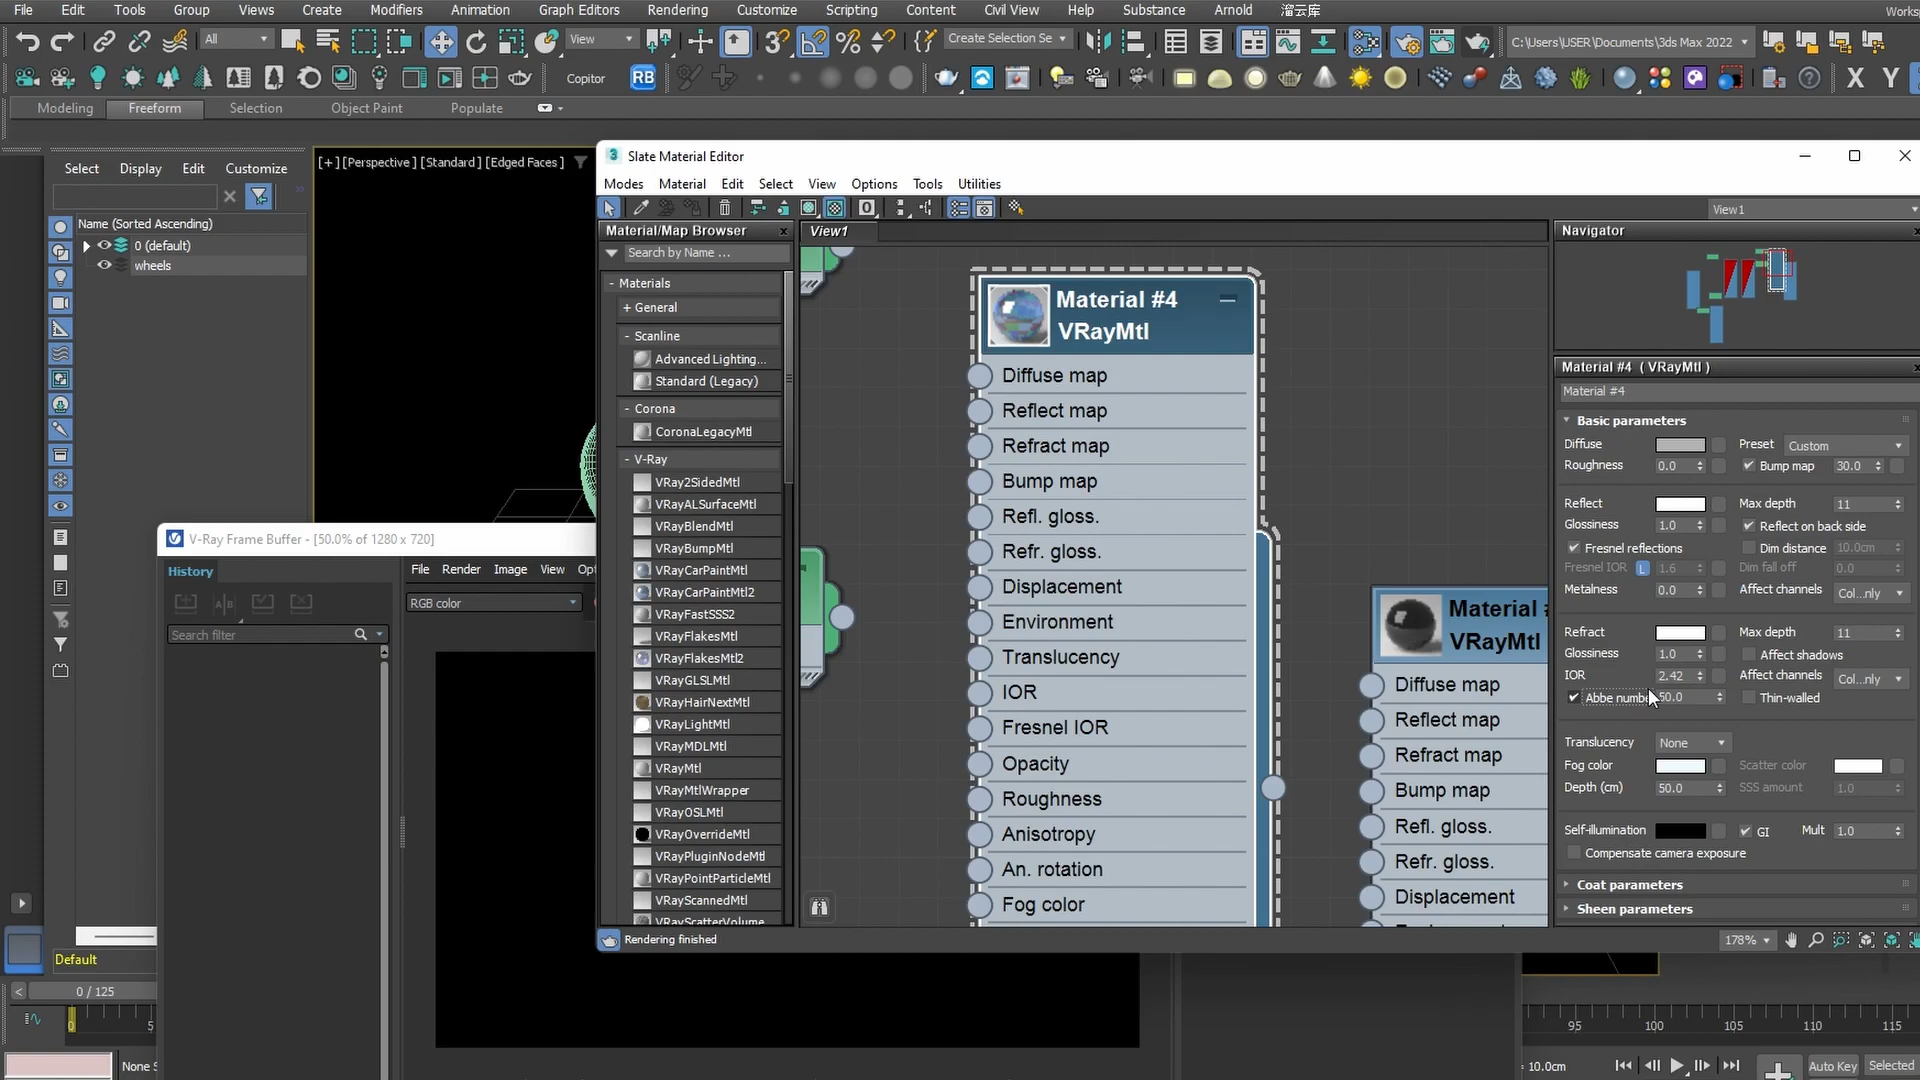 File Edit Tools Group Views Create Modifiers Animation Graph Editors Rendering Customize Scripting Content Civil View Help Substance Arnold 溜云库
Works
All View Create Selection Se C:\Users\USER\Documents\3ds Max 2022
Copitor RB X Y
Modeling Freeform Selection Object Paint Populate
Select Display Edit Customize
Name (Sorted Ascending)
0 (default)
wheels
[+] [Perspective ] [Standard ] [Edged Faces ]
Slate Material Editor
Modes Material Edit Select View Options Tools Utilities
View1
Material/Map Browser
Search by Name ...
- Materials
+ General
- Scanline
Advanced Lighting...
Standard (Legacy)
- Corona
CoronaLegacyMtl
- V-Ray
VRay2SidedMtl
VRayALSurfaceMtl
VRayBlendMtl
VRayBumpMtl
VRayCarPaintMtl
VRayCarPaintMtl2
VRayFastSSS2
VRayFlakesMtl
VRayFlakesMtl2
VRayGLSLMtl
VRayHairNextMtl
VRayLightMtl
VRayMDLMtl
VRayMtl
VRayMtlWrapper
VRayOSLMtl
VRayOverrideMtl
VRayPluginNodeMtl
VRayPointParticleMtl
VRayScannedMtl
VRayScatterVolume
View1
Material #4
VRayMtl
Diffuse map
Reflect map
Refract map
Bump map
Refl. gloss.
Refr. gloss.
Displacement
Environment
Translucency
IOR
Fresnel IOR
Opacity
Roughness
Anisotropy
An. rotation
Fog color
Material #
VRayMtl
Diffuse map
Reflect map
Refract map
Bump map
Refl. gloss.
Refr. gloss.
Displacement
Navigator
Material #4 ( VRayMtl )
Material #4
Basic parameters
Diffuse Preset Custom
Roughness 0.0 Bump map 30.0
Reflect Max depth 11
Glossiness 1.0 Reflect on back side
Fresnel reflections Dim distance 10.0cm
Fresnel IOR L 1.6 Dim fall off 0.0
Metalness 0.0 Affect channels Col...nly
Refract Max depth 11
Glossiness 1.0 Affect shadows
IOR 2.42 Affect channels Col...nly
Abbe number 50.0 Thin-walled
Translucency None
Fog color Scatter color
Depth (cm) 50.0 SSS amount 1.0
Self-illumination GI Mult 1.0
Compensate camera exposure
Coat parameters
Sheen parameters
Rendering finished
178%
V-Ray Frame Buffer - [50.0% of 1280 x 720]
History
File Render Image View Opt
RGB color
Search filter
Default
0 / 125
0 5
95 100 105 110 115
None S
10.0cm
Auto Key Selected